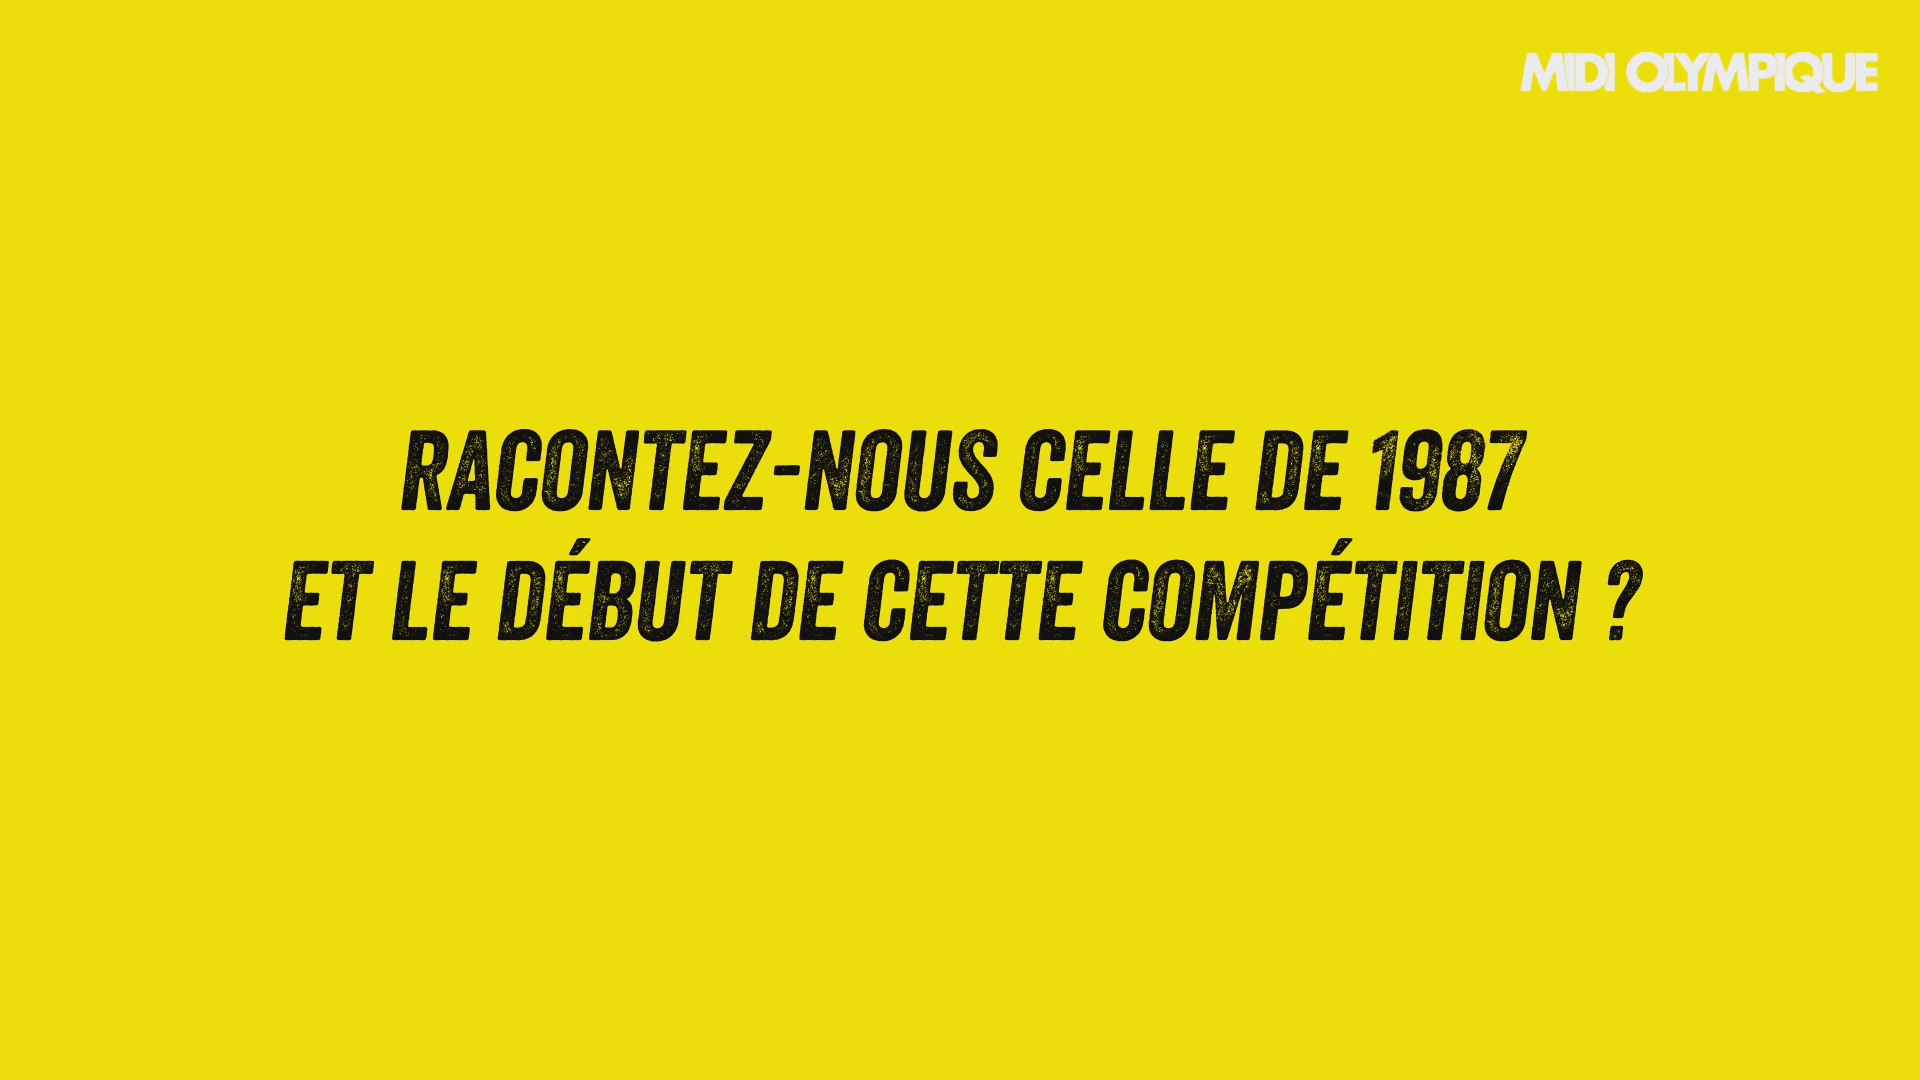 MIDI OLYMPIQUE
RACONTEZ-NOUS CELLE DE 1987
ET LE DÉBUT DE CETTE COMPÉTITION ?